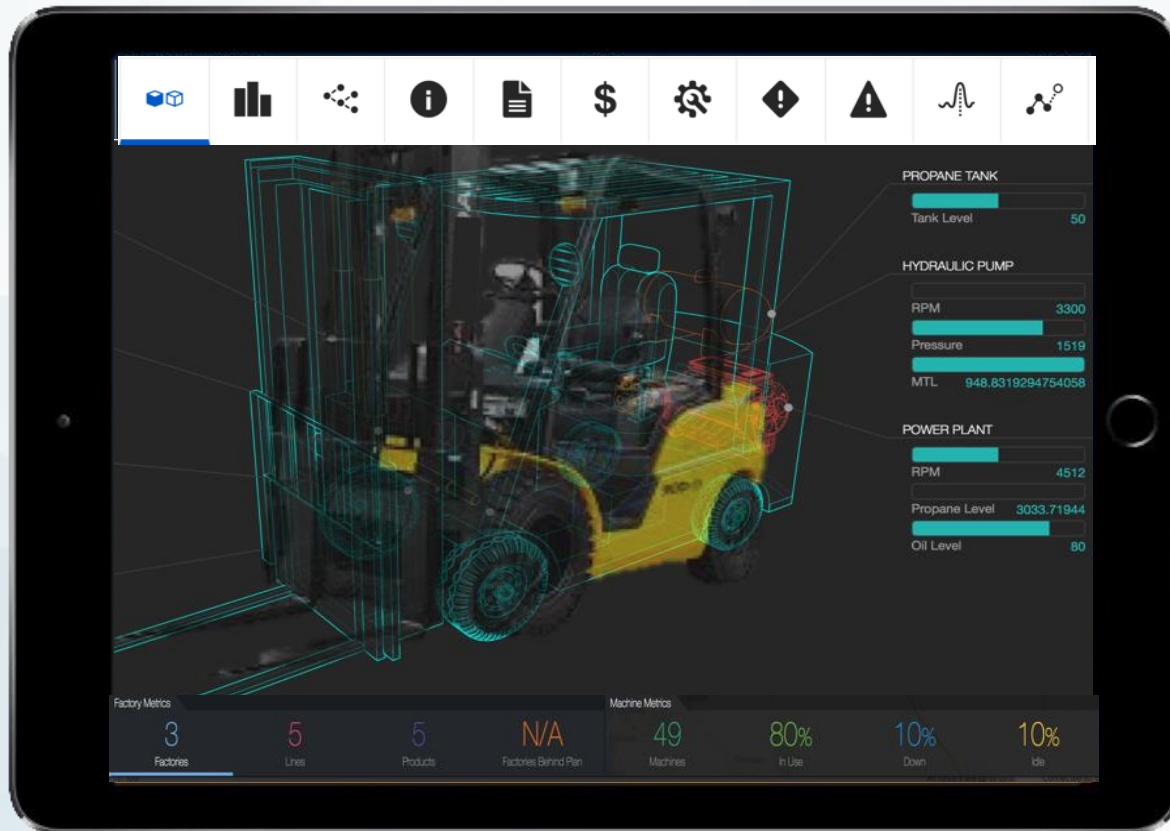 PROPANE TANK
Tank Level 50
HYDRAULIC PUMP
RPM 3300
Pressure 1519
MTL 948.8319294754058
POWER PLANT
RPM 4512
Propane Level 3033.71944
Oil Level 80
Factory Metrics
3
Factories
5
Lines
5
Products
N/A
Factories Behind Plan
Machine Metrics
49
Machines
80%
In Use
10%
Down
10%
Idle